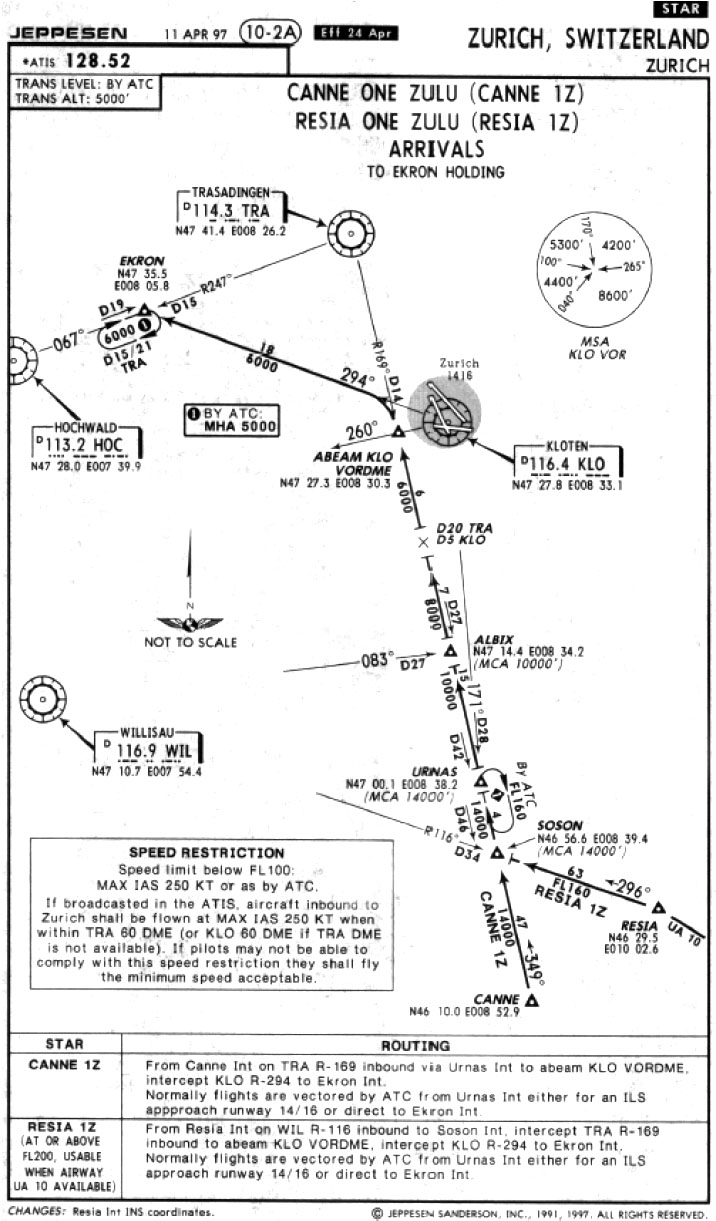 STAR
JEPPESEN 11 APR 97 10-2A Eff 24 Apr
ZURICH, SWITZERLAND
*ATIS 128.52
ZURICH
TRANS LEVEL: BY ATC
TRANS ALT: 5000'
CANNE ONE ZULU (CANNE 1Z)
RESIA ONE ZULU (RESIA 1Z)
ARRIVALS
TO EKRON HOLDING
TRASADINGEN
D 114.3 TRA
N47 41.4 E008 26.2
EKRON
N47 35.5
E008 05.8
R247°
D19
D15
067°
6000 1
D15/21
TRA
170°
5300' 4200'
100° 265°
4400'
040° 8600'
MSA
KLO VOR
18
6000
294°
R169°
D14
Zurich
1416
HOCHWALD
D 113.2 HOC
N47 28.0 E007 39.9
1 BY ATC:
MHA 5000
260°
ABEAM KLO
VORDME
N47 27.3 E008 30.3
KLOTEN
D 116.4 KLO
N47 27.8 E008 33.1
9
6000
D20 TRA
D5 KLO
N
NOT TO SCALE
7
8000
D27
ALBIX
N47 14.4 E008 34.2
(MCA 10000')
083° D27
15
10000
171°
D28
D42
WILLISAU
D 116.9 WIL
N47 10.7 E007 54.4
URNAS
N47 00.1 E008 38.2
(MCA 14000')
BY ATC
FL160
4
14000
D46
SOSON
N46 56.6 E008 39.4
(MCA 14000')
R116°
D34
63
FL160
RESIA 1Z
296°
RESIA
N46 29.5
E010 02.6
UA 10
47
14000
CANNE 1Z
349°
CANNE
N46 10.0 E008 52.9
SPEED RESTRICTION
Speed limit below FL100:
MAX IAS 250 KT or as by ATC.
If broadcasted in the ATIS, aircraft inbound to
Zurich shall be flown at MAX IAS 250 KT when
within TRA 60 DME (or KLO 60 DME if TRA DME
is not available). If pilots may not be able to
comply with this speed restriction they shall fly
the minimum speed acceptable.
STAR ROUTING
CANNE 1Z
From Canne Int on TRA R-169 inbound via Urnas Int to abeam KLO VORDME,
intercept KLO R-294 to Ekron Int.
Normally flights are vectored by ATC from Urnas Int either for an ILS
appproach runway 14/16 or direct to Ekron Int.
RESIA 1Z
(AT OR ABOVE
FL200, USABLE
WHEN AIRWAY
UA 10 AVAILABLE)
From Resia Int on WIL R-116 inbound to Soson Int, intercept TRA R-169
inbound to abeam KLO VORDME, intercept KLO R-294 to Ekron Int.
Normally flights are vectored by ATC from Urnas Int either for an ILS
approach runway 14/16 or direct to Ekron Int.
CHANGES: Resia Int INS coordinates.
© JEPPESEN SANDERSON, INC., 1991, 1997. ALL RIGHTS RESERVED.